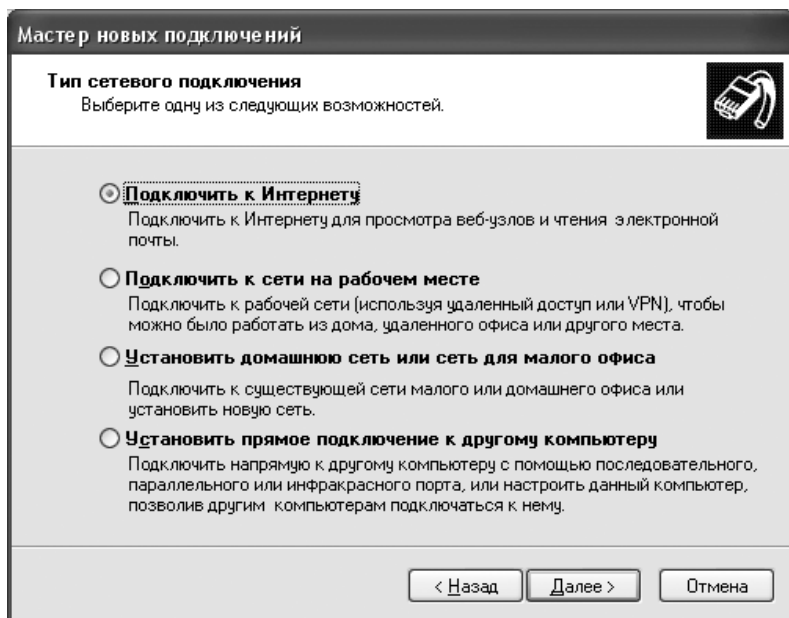 Мастер новых подключений
Тип сетевого подключения
Выберите одну из следующих возможностей.
Подключить к Интернету
Подключить к Интернету для просмотра веб-узлов и чтения электронной
почты.
Подключить к сети на рабочем месте
Подключить к рабочей сети (используя удаленный доступ или VPN), чтобы
можно было работать из дома, удаленного офиса или другого места.
Установить домашнюю сеть или сеть для малого офиса
Подключить к существующей сети малого или домашнего офиса или
установить новую сеть.
Установить прямое подключение к другому компьютеру
Подключить напрямую к другому компьютеру с помощью последовательного,
параллельного или инфракрасного порта, или настроить данный компьютер,
позволив другим компьютерам подключаться к нему.
< Назад Далее > Отмена